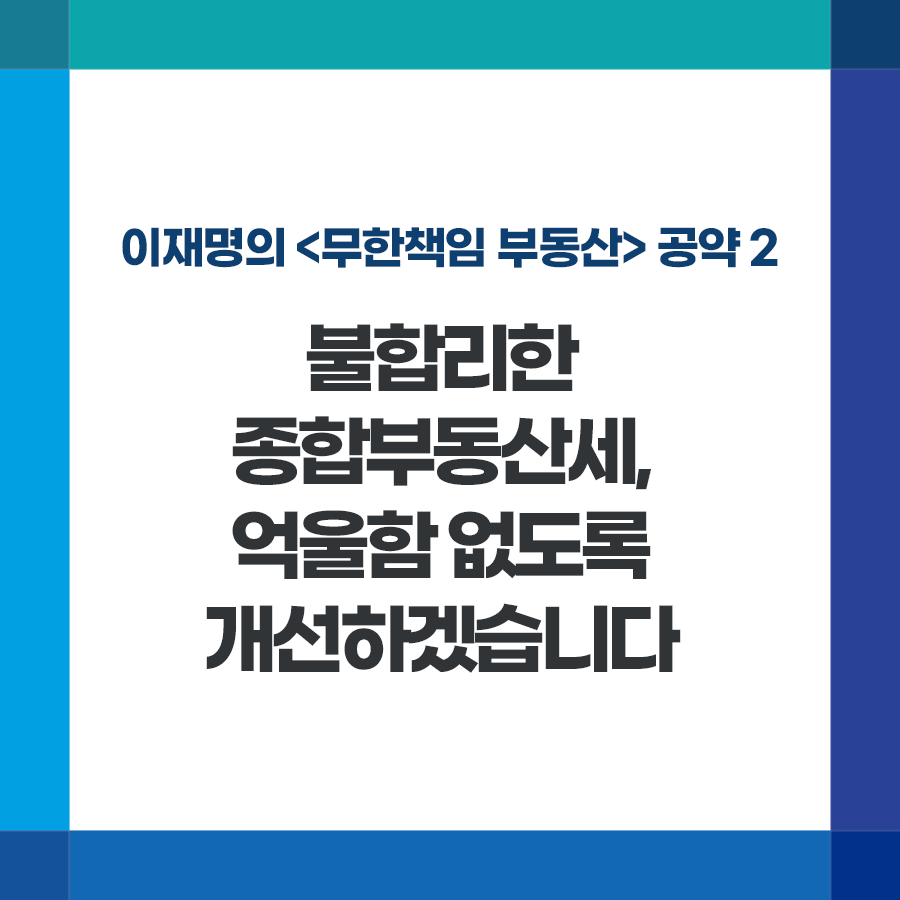 이재명의 <무한책임 부동산> 공약 2
불합리한
종합부동산세,
억울함 없도록
개선하겠습니다